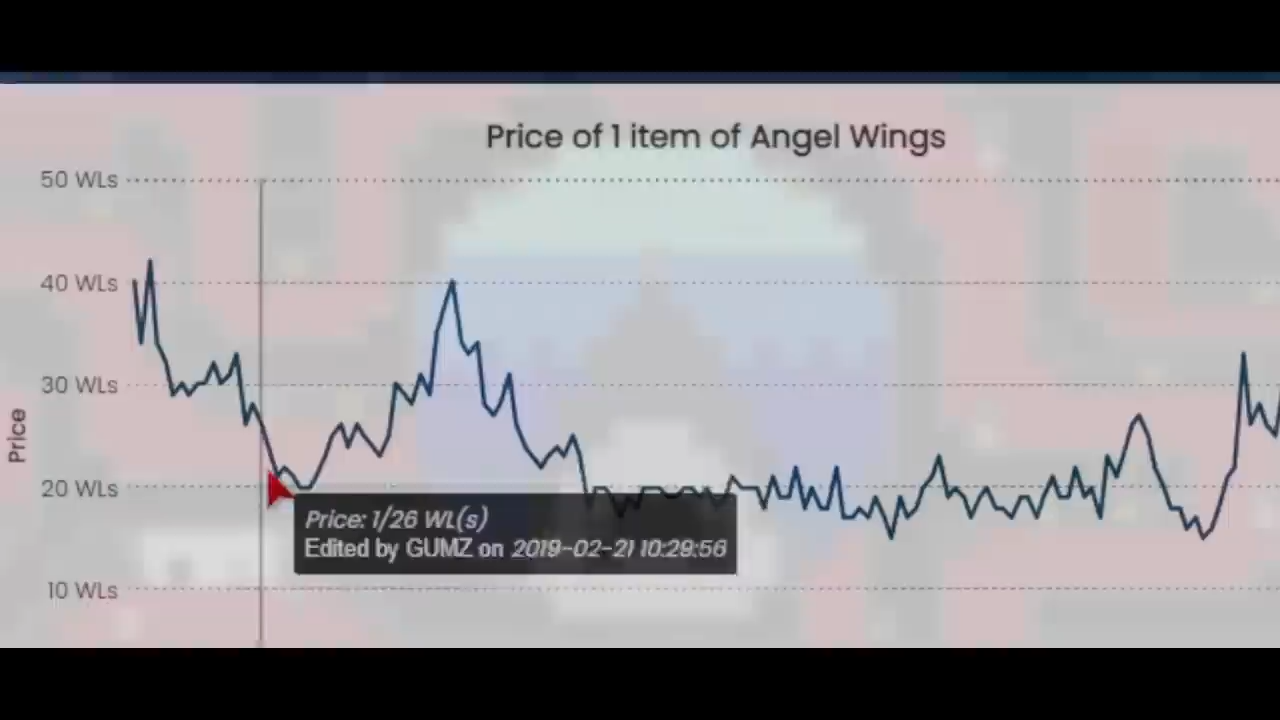 Price of 1 item of Angel Wings
50 WLs
40 WLs
30 WLs
20 WLs
10 WLs
Price
Price: 1/26 WL(s)
Edited by GUMZ on 2019-02-21 10:29:56